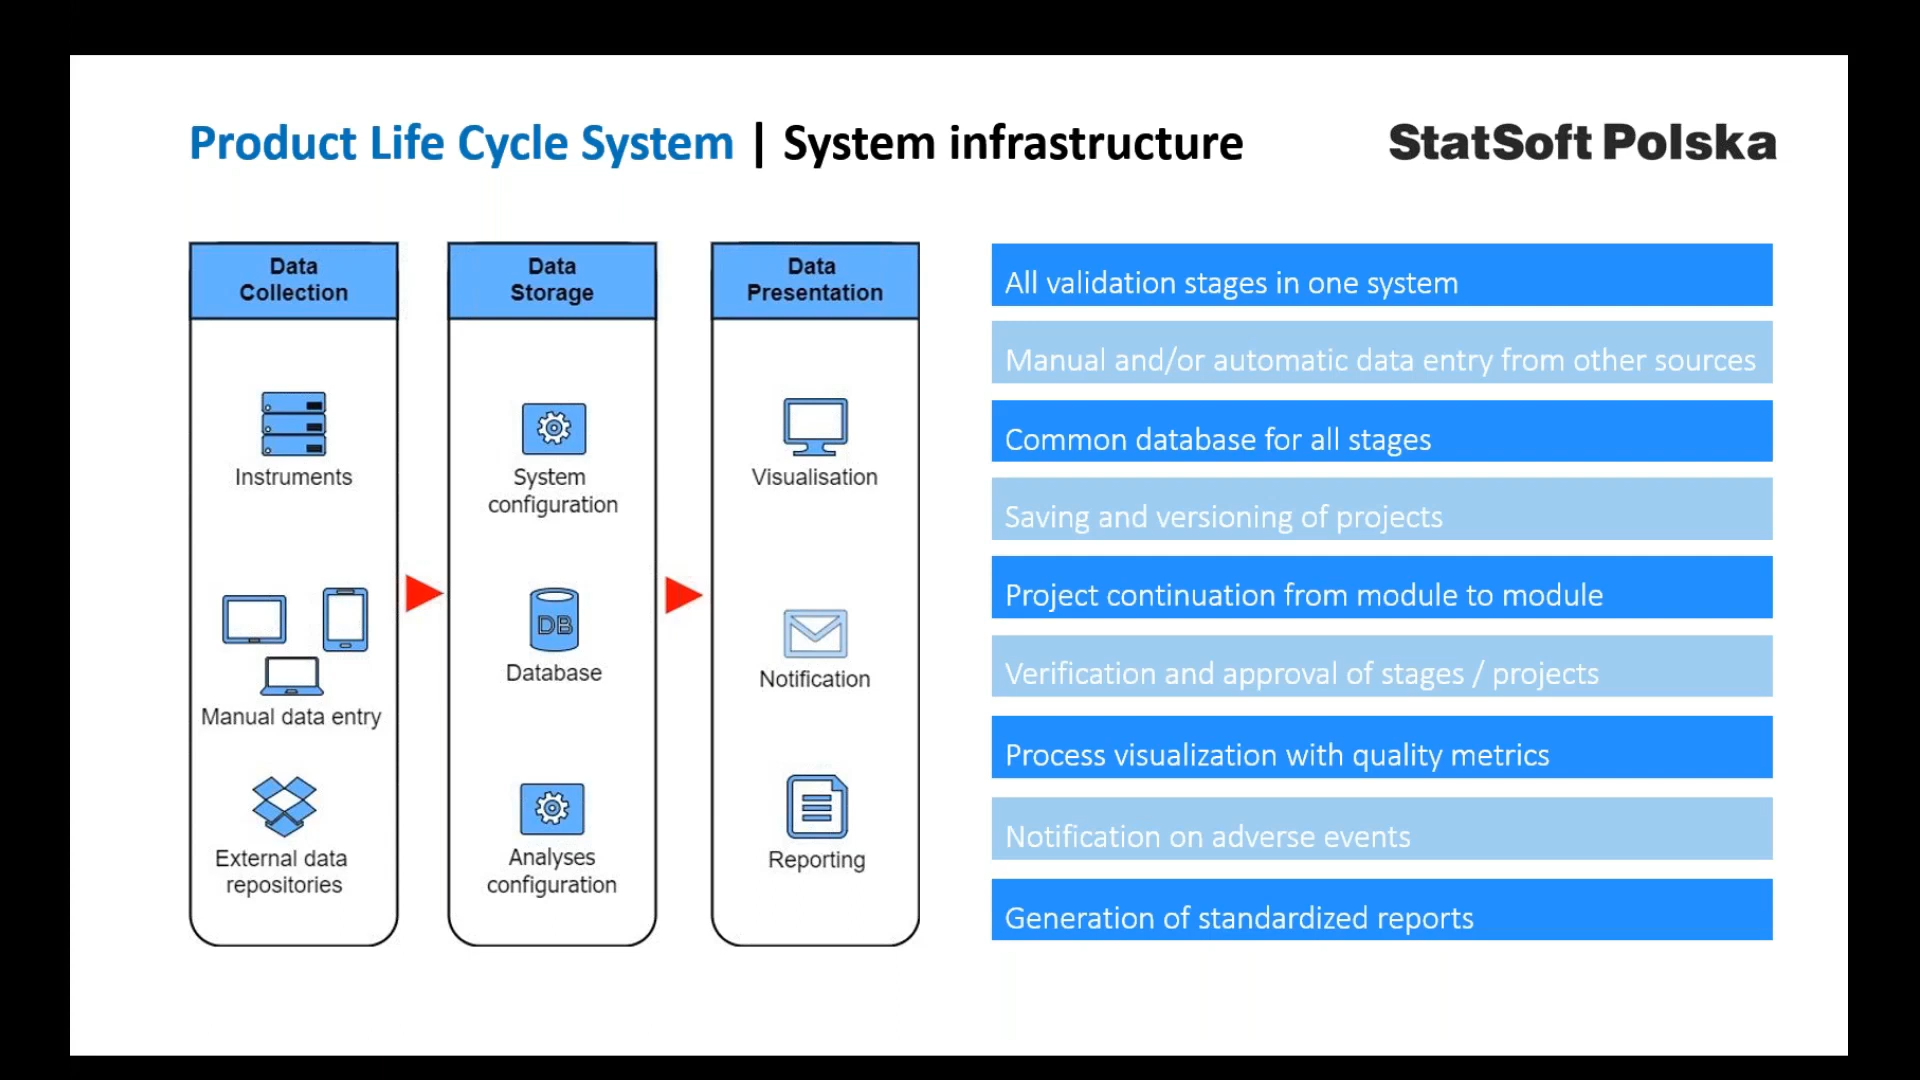 Product Life Cycle System | System infrastructure
StatSoft Polska
Data
Collection
Instruments
Manual data entry
External data
repositories
Data
Storage
System
configuration
DB
Database
Analyses
configuration
Data
Presentation
Visualisation
Notification
Reporting
All validation stages in one system
Manual and/or automatic data entry from other sources
Common database for all stages
Saving and versioning of projects
Project continuation from module to module
Verification and approval of stages / projects
Process visualization with quality metrics
Notification on adverse events
Generation of standardized reports